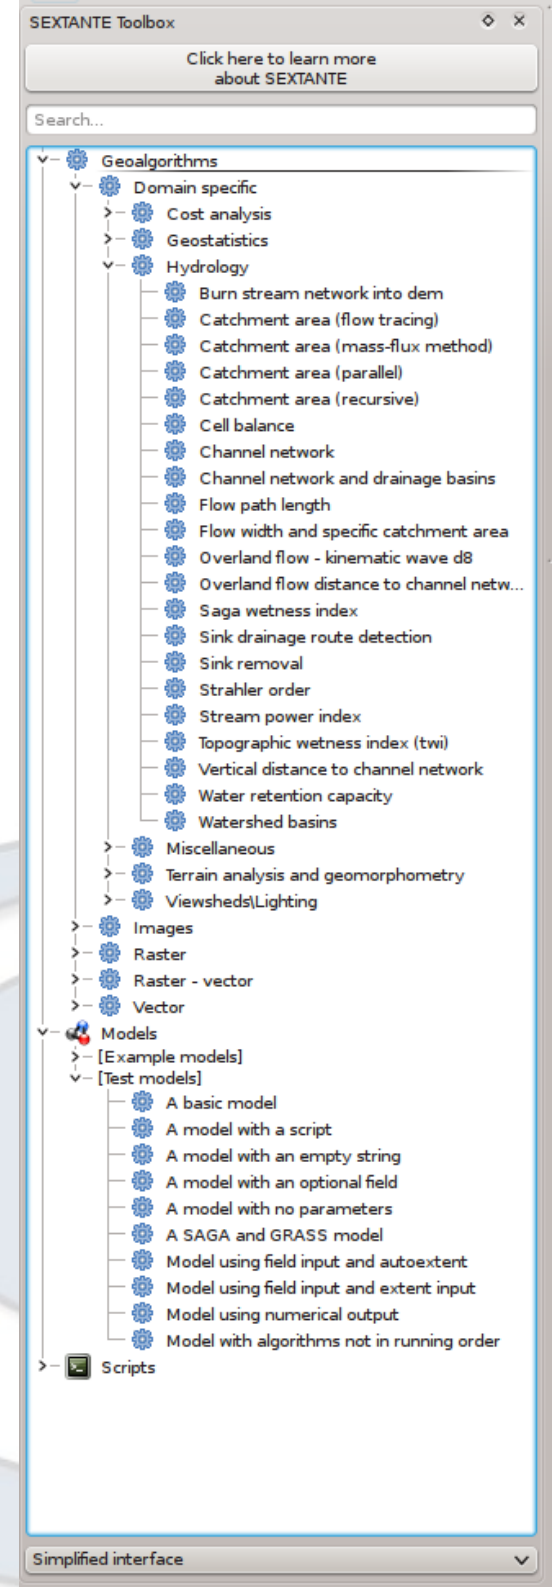 SEXTANTE Toolbox
Click here to learn more
about SEXTANTE
Search...
Geoalgorithms
Domain specific
Cost analysis
Geostatistics
Hydrology
Burn stream network into dem
Catchment area (flow tracing)
Catchment area (mass-flux method)
Catchment area (parallel)
Catchment area (recursive)
Cell balance
Channel network
Channel network and drainage basins
Flow path length
Flow width and specific catchment area
Overland flow - kinematic wave d8
Overland flow distance to channel netw...
Saga wetness index
Sink drainage route detection
Sink removal
Strahler order
Stream power index
Topographic wetness index (twi)
Vertical distance to channel network
Water retention capacity
Watershed basins
Miscellaneous
Terrain analysis and geomorphometry
Viewsheds\Lighting
Images
Raster
Raster - vector
Vector
Models
[Example models]
[Test models]
A basic model
A model with a script
A model with an empty string
A model with an optional field
A model with no parameters
A SAGA and GRASS model
Model using field input and autoextent
Model using field input and extent input
Model using numerical output
Model with algorithms not in running order
Scripts
Simplified interface